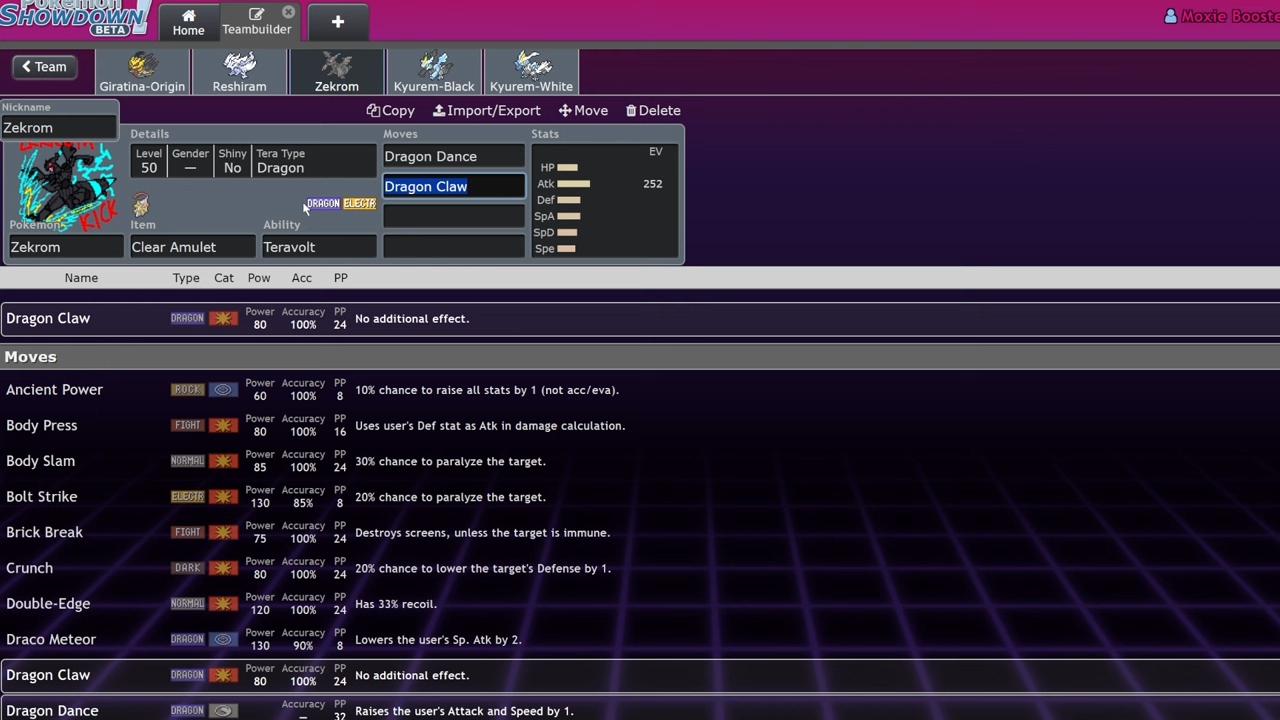 Pokémon
SHOWDOWN!
BETA
Home
Teambuilder
+
Moxie Booste
Team
Giratina-Origin
Reshiram
Zekrom
Kyurem-Black
Kyurem-White
Copy
Import/Export
Move
Delete
Nickname
Zekrom
Details
Level
50
Gender
—
Shiny
No
Tera Type
Dragon
DRAGON
ELECTR
KICK
Pokémon
Zekrom
Item
Clear Amulet
Ability
Teravolt
Moves
Dragon Dance
Dragon Claw
Stats
EV
HP
Atk 252
Def
SpA
SpD
Spe
Name Type Cat Pow Acc PP
Dragon Claw DRAGON Power 80 Accuracy 100% PP 24 No additional effect.
Moves
Ancient Power ROCK Power 60 Accuracy 100% PP 8 10% chance to raise all stats by 1 (not acc/eva).
Body Press FIGHT Power 80 Accuracy 100% PP 16 Uses user's Def stat as Atk in damage calculation.
Body Slam NORMAL Power 85 Accuracy 100% PP 24 30% chance to paralyze the target.
Bolt Strike ELECTR Power 130 Accuracy 85% PP 8 20% chance to paralyze the target.
Brick Break FIGHT Power 75 Accuracy 100% PP 24 Destroys screens, unless the target is immune.
Crunch DARK Power 80 Accuracy 100% PP 24 20% chance to lower the target's Defense by 1.
Double-Edge NORMAL Power 120 Accuracy 100% PP 24 Has 33% recoil.
Draco Meteor DRAGON Power 130 Accuracy 90% PP 8 Lowers the user's Sp. Atk by 2.
Dragon Claw DRAGON Power 80 Accuracy 100% PP 24 No additional effect.
Dragon Dance DRAGON Accuracy — PP 32 Raises the user's Attack and Speed by 1.